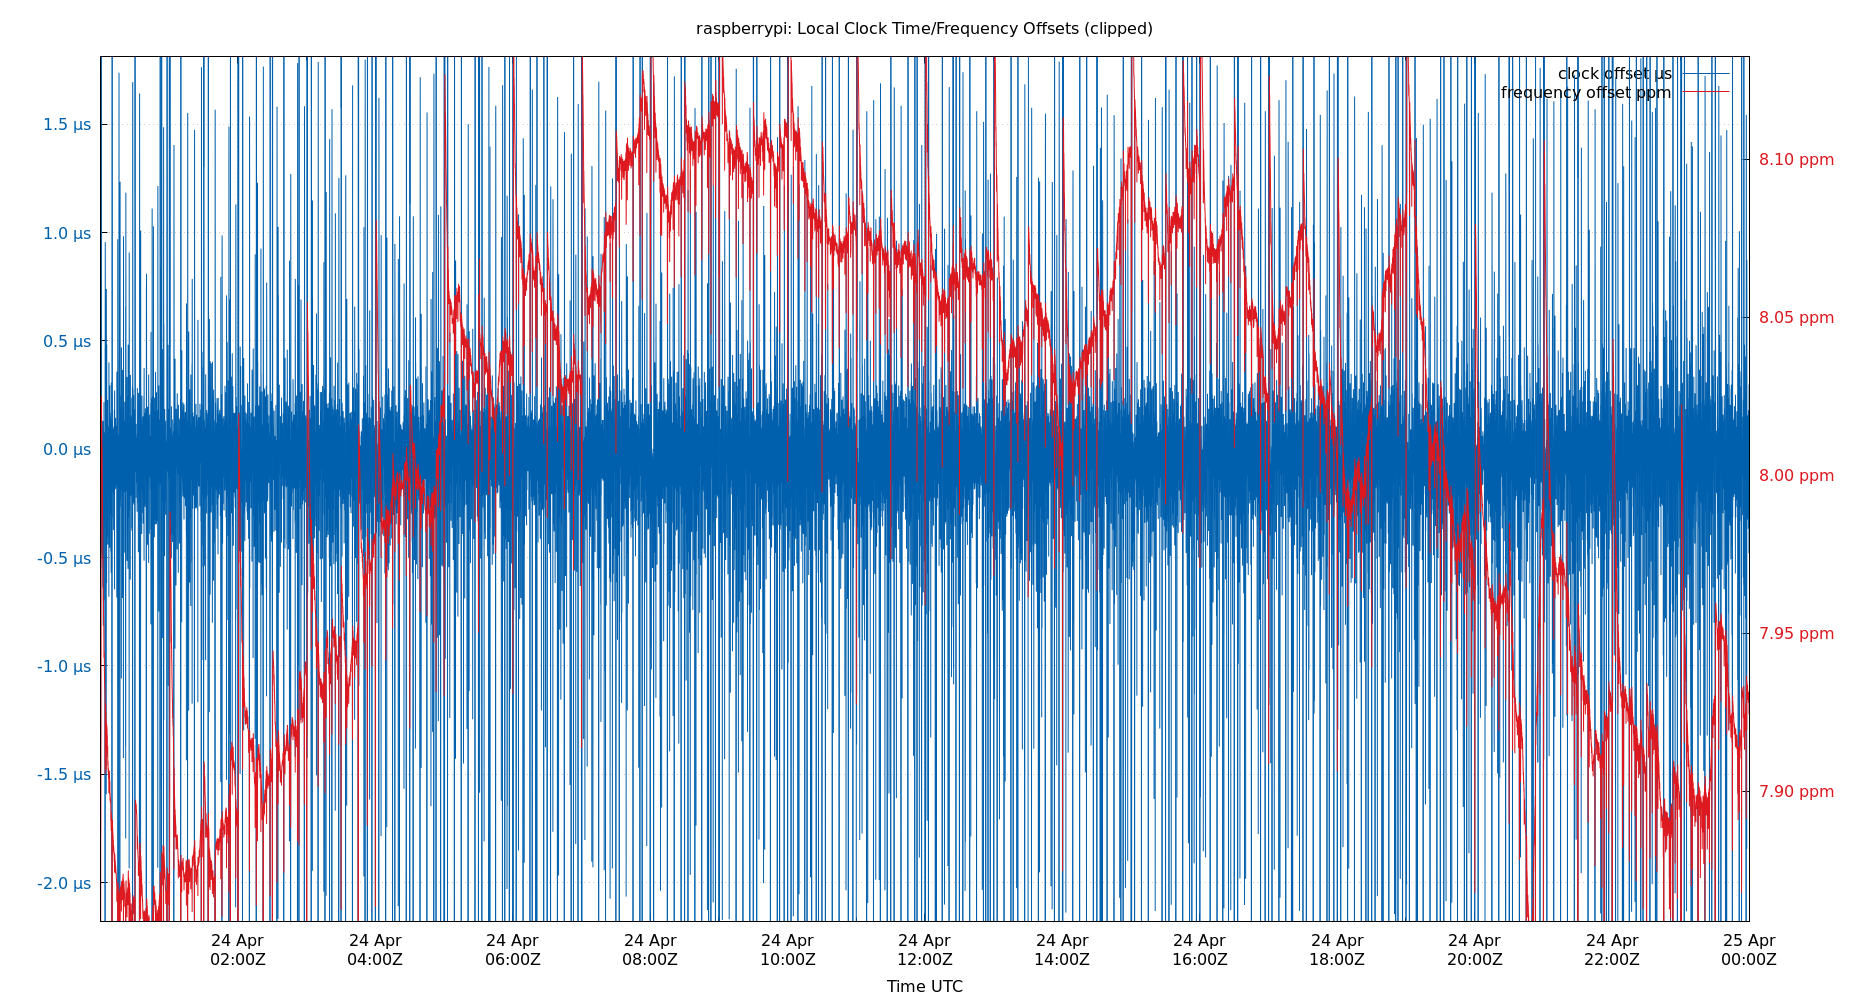 raspberrypi: Local Clock Time/Frequency Offsets (clipped)
clock offset µs
frequency offset ppm
1.5 µs
1.0 µs
0.5 µs
0.0 µs
-0.5 µs
-1.0 µs
-1.5 µs
-2.0 µs
8.10 ppm
8.05 ppm
8.00 ppm
7.95 ppm
7.90 ppm
24 Apr
02:00Z
24 Apr
04:00Z
24 Apr
06:00Z
24 Apr
08:00Z
24 Apr
10:00Z
24 Apr
12:00Z
24 Apr
14:00Z
24 Apr
16:00Z
24 Apr
18:00Z
24 Apr
20:00Z
24 Apr
22:00Z
25 Apr
00:00Z
Time UTC